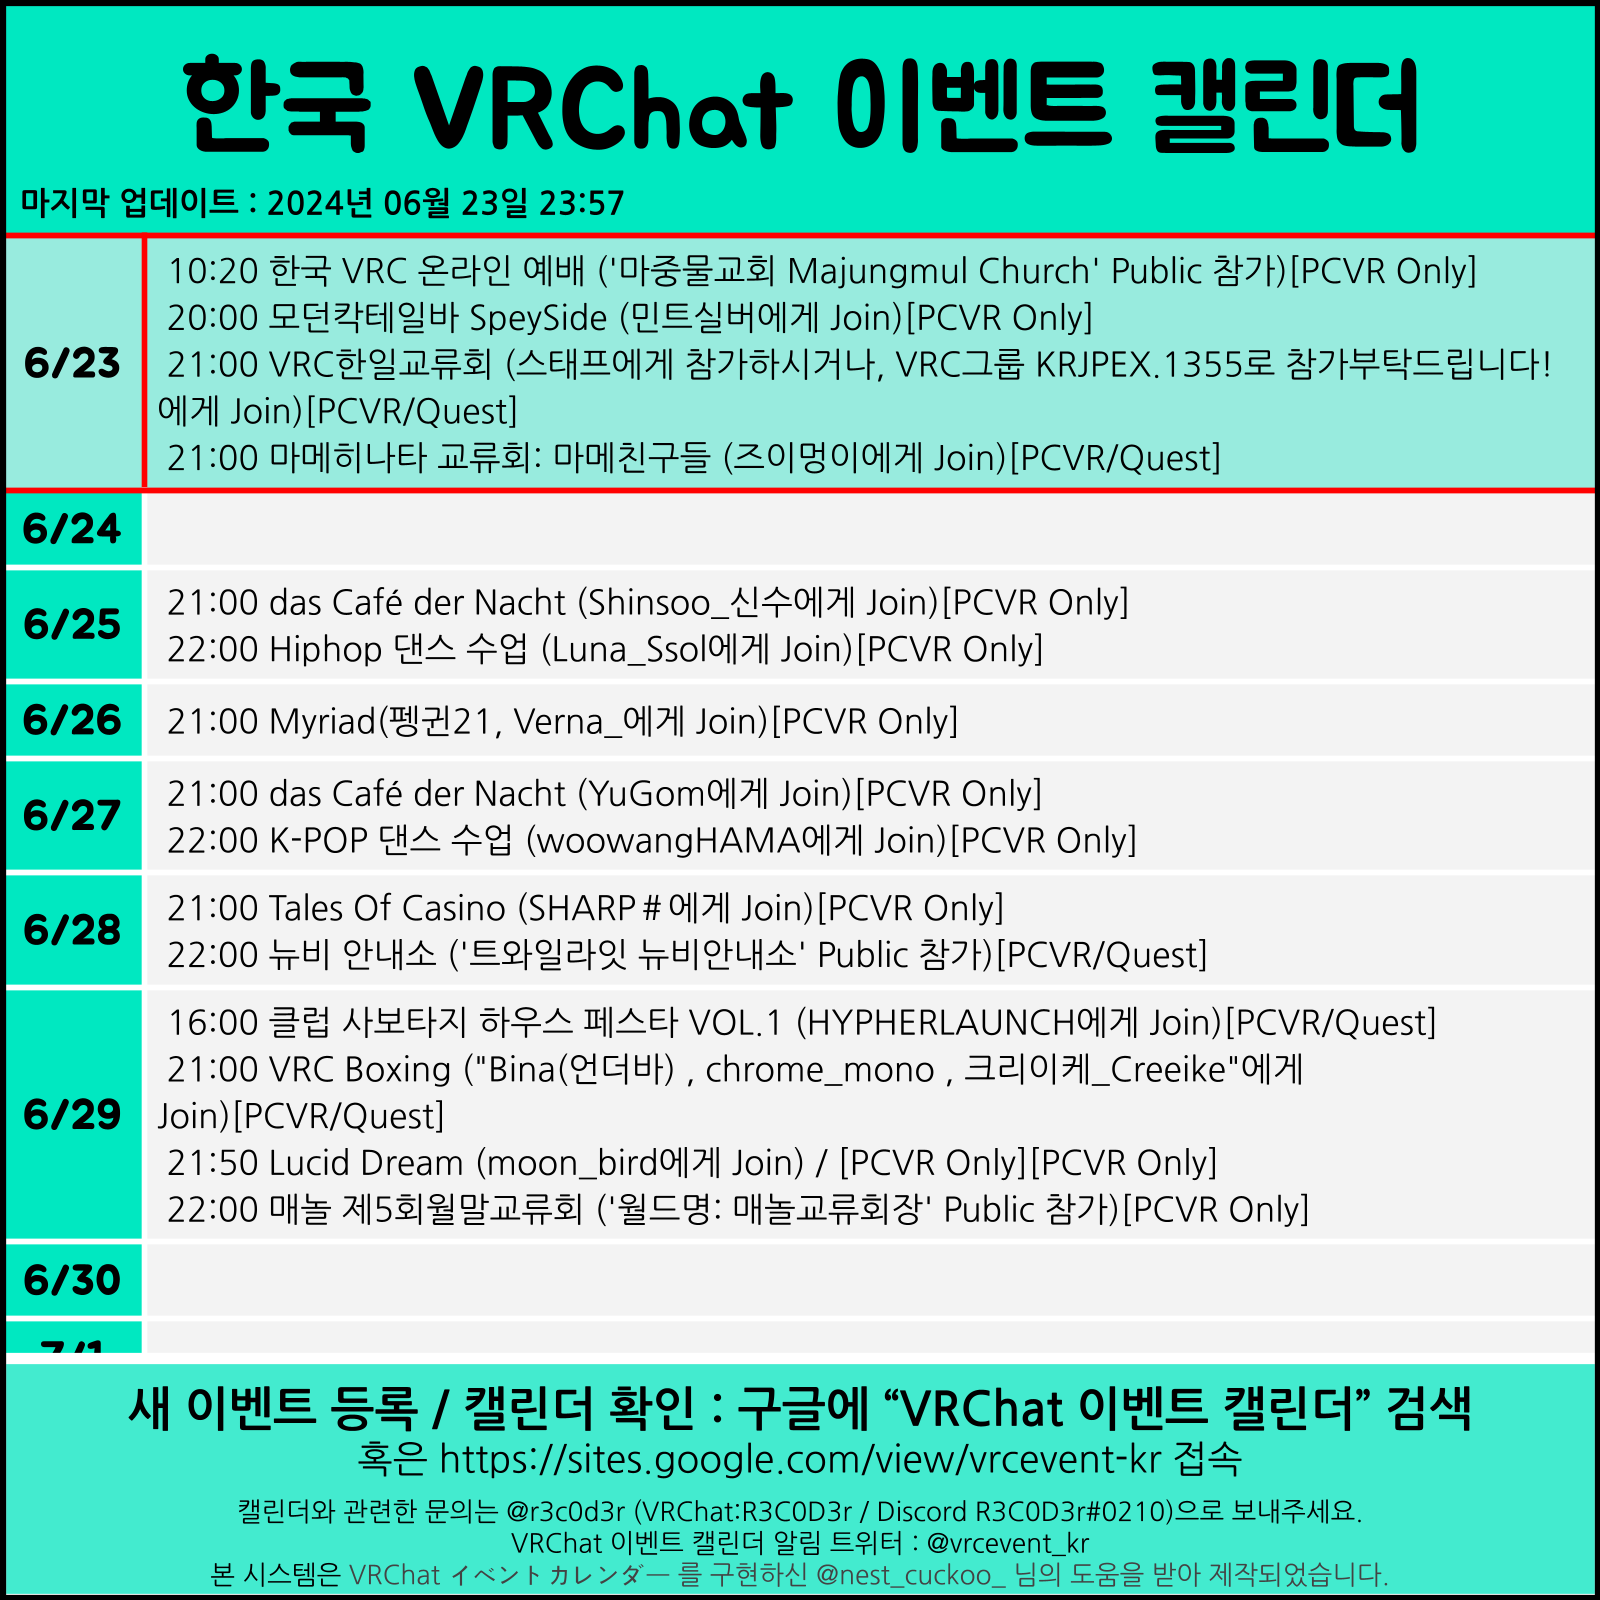 한국 VRChat 이벤트 캘린더
마지막 업데이트 : 2024년 06월 23일 23:57
6/23
10:20 한국 VRC 온라인 예배 ('마중물교회 Majungmul Church' Public 참가)[PCVR Only]
20:00 모던칵테일바 SpeySide (민트실버에게 Join)[PCVR Only]
21:00 VRC한일교류회 (스태프에게 참가하시거나, VRC그룹 KRJPEX.1355로 참가부탁드립니다!
에게 Join)[PCVR/Quest]
21:00 마메히나타 교류회: 마메친구들 (즈이멍이에게 Join)[PCVR/Quest]
6/24
6/25
21:00 das Café der Nacht (Shinsoo_신수에게 Join)[PCVR Only]
22:00 Hiphop 댄스 수업 (Luna_Ssol에게 Join)[PCVR Only]
6/26
21:00 Myriad(펭귄21, Verna_에게 Join)[PCVR Only]
6/27
21:00 das Café der Nacht (YuGom에게 Join)[PCVR Only]
22:00 K-POP 댄스 수업 (woowangHAMA에게 Join)[PCVR Only]
6/28
21:00 Tales Of Casino (SHARP＃에게 Join)[PCVR Only]
22:00 뉴비 안내소 ('트와일라잇 뉴비안내소' Public 참가)[PCVR/Quest]
6/29
16:00 클럽 사보타지 하우스 페스타 VOL.1 (HYPHERLAUNCH에게 Join)[PCVR/Quest]
21:00 VRC Boxing ("Bina(언더바) , chrome_mono , 크리이케_Creeike"에게
Join)[PCVR/Quest]
21:50 Lucid Dream (moon_bird에게 Join) / [PCVR Only][PCVR Only]
22:00 매놀 제5회월말교류회 ('월드명: 매놀교류회장' Public 참가)[PCVR Only]
6/30
7/1
새 이벤트 등록 / 캘린더 확인 : 구글에 “VRChat 이벤트 캘린더” 검색
혹은 https://sites.google.com/view/vrcevent-kr 접속
캘린더와 관련한 문의는 @r3c0d3r (VRChat:R3C0D3r / Discord R3C0D3r#0210)으로 보내주세요.
VRChat 이벤트 캘린더 알림 트위터 : @vrcevent_kr
본 시스템은 VRChat イベントカレンダー 를 구현하신 @nest_cuckoo_ 님의 도움을 받아 제작되었습니다.